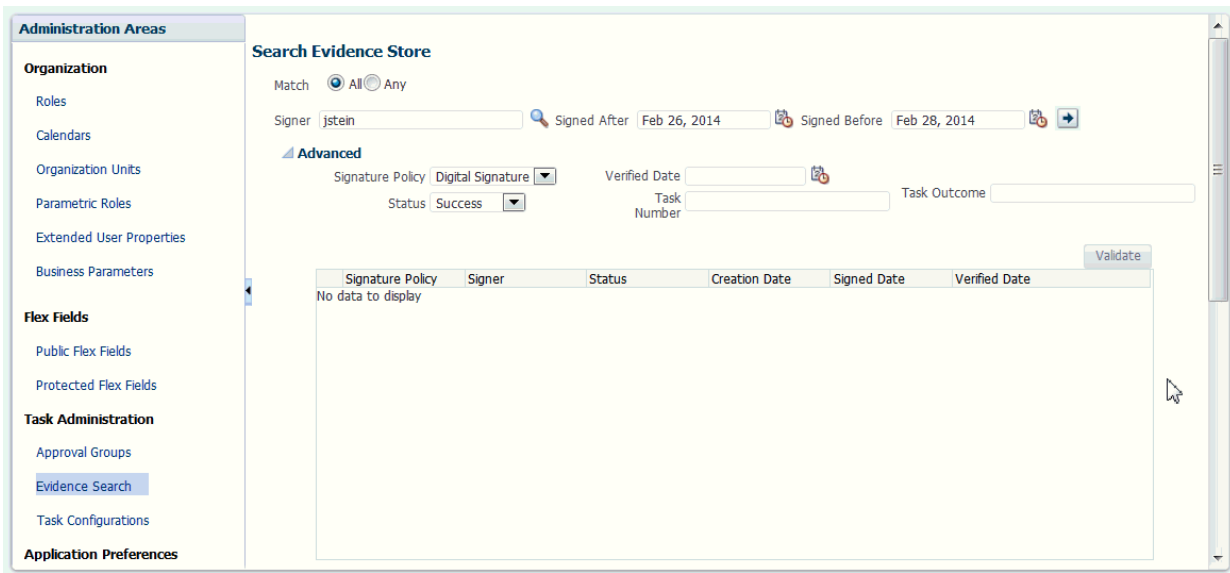 Administration Areas
Organization
Roles
Calendars
Organization Units
Parametric Roles
Extended User Properties
Business Parameters
Flex Fields
Public Flex Fields
Protected Flex Fields
Task Administration
Approval Groups
Evidence Search
Task Configurations
Application Preferences
Search Evidence Store
Match All Any
Signer jstein Signed After Feb 26, 2014 Signed Before Feb 28, 2014
Advanced
Signature Policy Digital Signature Verified Date
Status Success Task Number Task Outcome
Validate
Signature Policy Signer Status Creation Date Signed Date Verified Date
No data to display